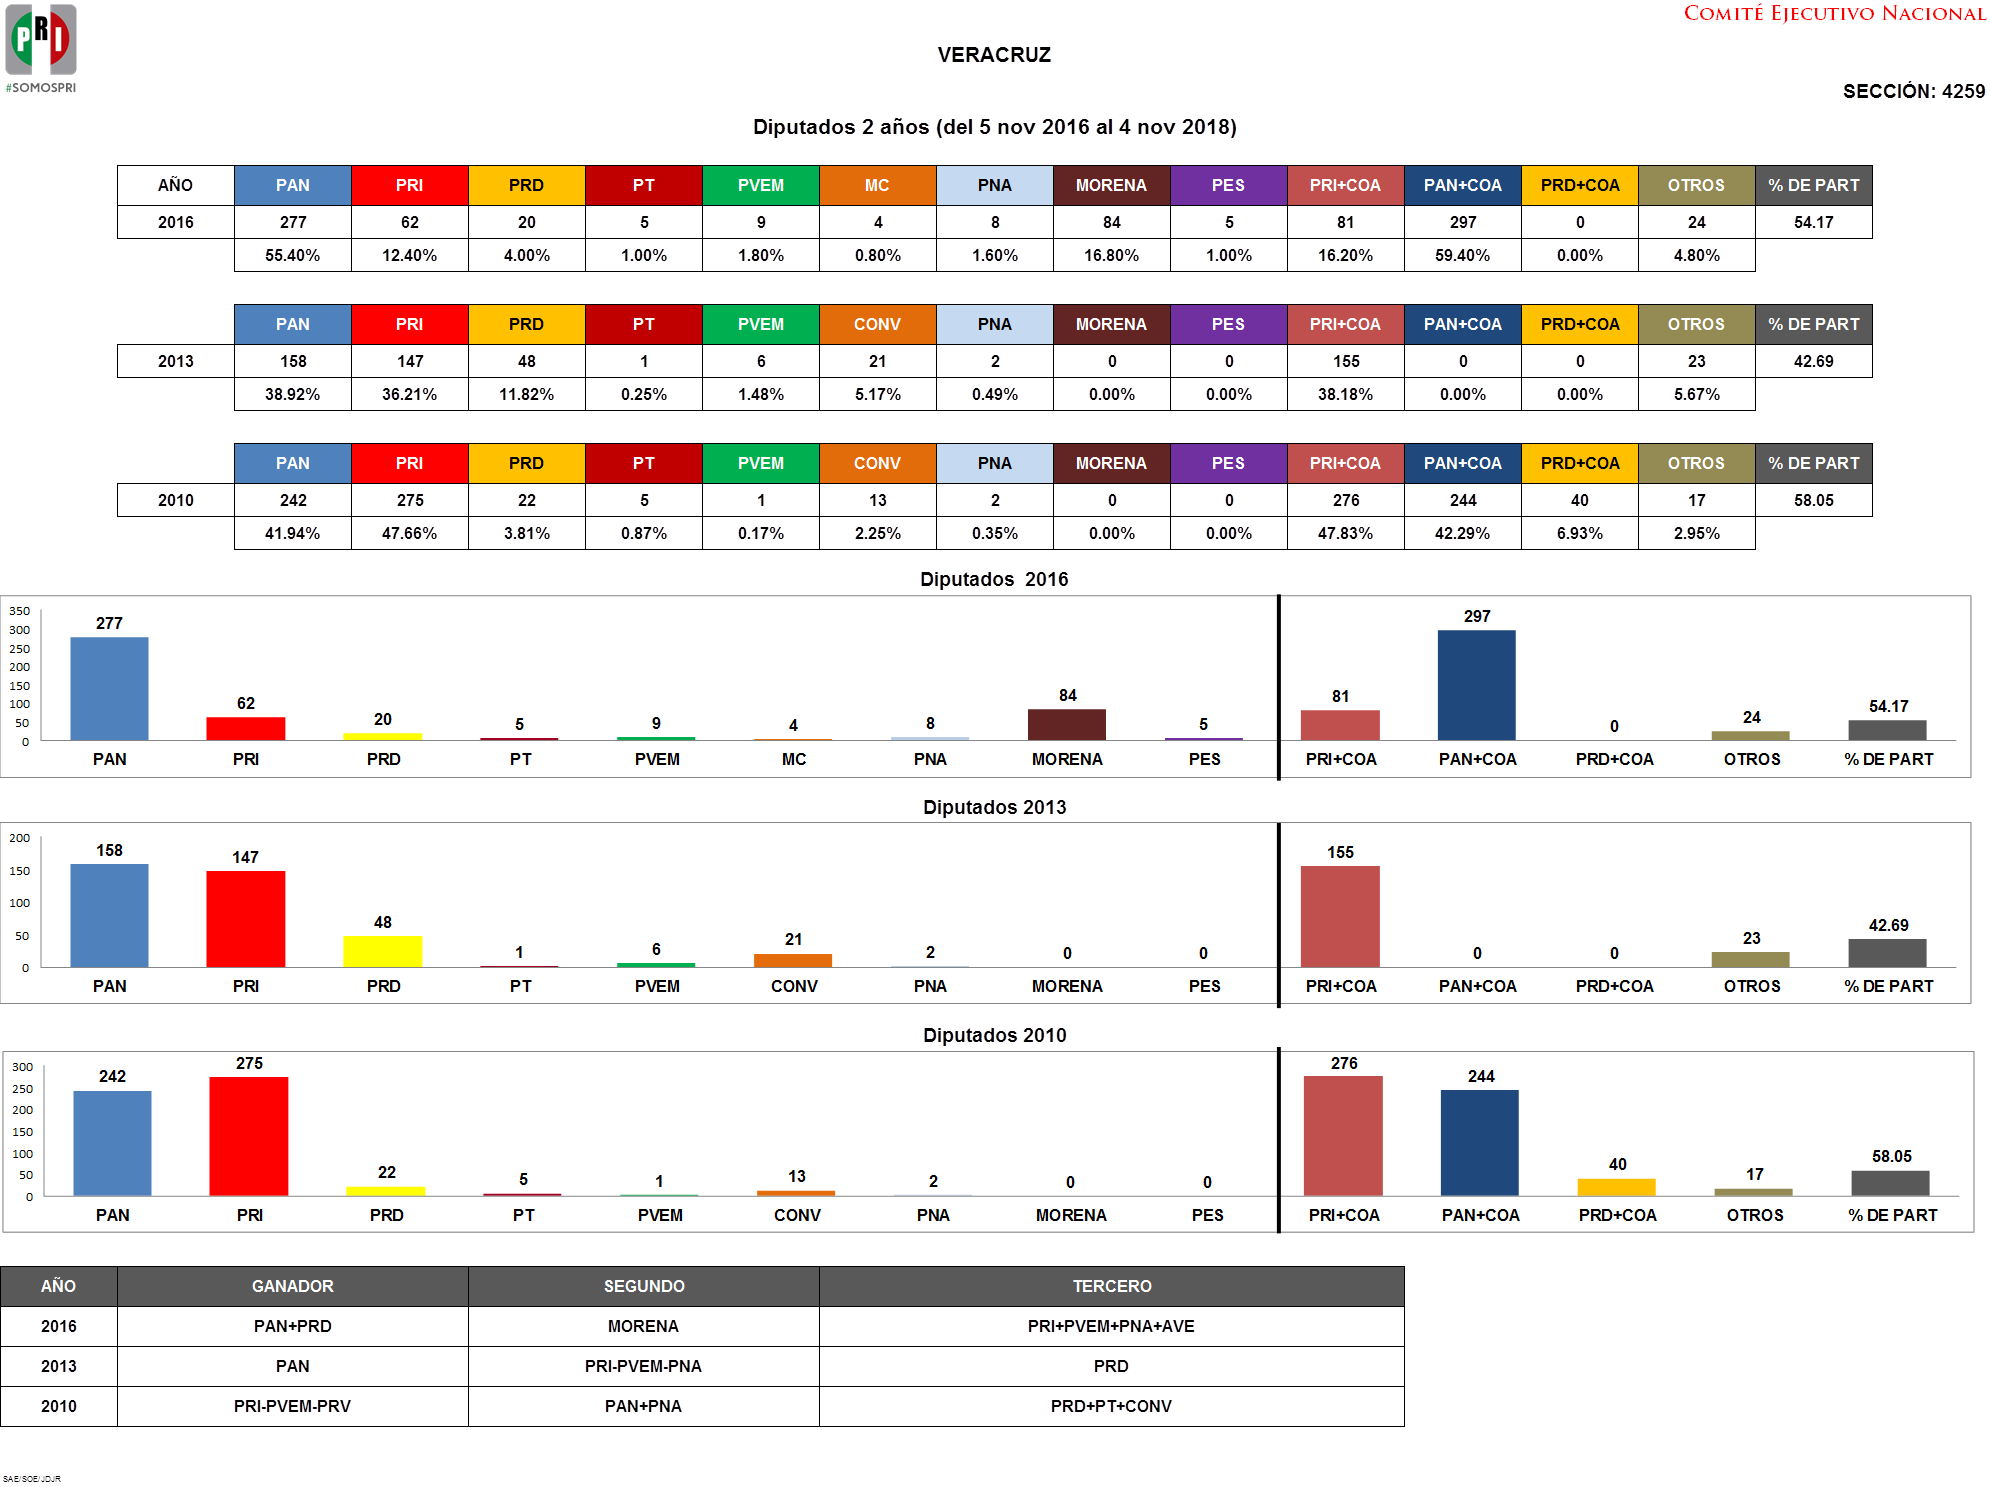 COMITÉ EJECUTIVO NACIONAL
PRI
#SOMOSPRI
VERACRUZ
SECCIÓN: 4259
Diputados 2 años (del 5 nov 2016 al 4 nov 2018)
AÑO PAN PRI PRD PT PVEM MC PNA MORENA PES PRI+COA PAN+COA PRD+COA OTROS % DE PART
2016 277 62 20 5 9 4 8 84 5 81 297 0 24 54.17
55.40% 12.40% 4.00% 1.00% 1.80% 0.80% 1.60% 16.80% 1.00% 16.20% 59.40% 0.00% 4.80%
PAN PRI PRD PT PVEM CONV PNA MORENA PES PRI+COA PAN+COA PRD+COA OTROS % DE PART
2013 158 147 48 1 6 21 2 0 0 155 0 0 23 42.69
38.92% 36.21% 11.82% 0.25% 1.48% 5.17% 0.49% 0.00% 0.00% 38.18% 0.00% 0.00% 5.67%
PAN PRI PRD PT PVEM CONV PNA MORENA PES PRI+COA PAN+COA PRD+COA OTROS % DE PART
2010 242 275 22 5 1 13 2 0 0 276 244 40 17 58.05
41.94% 47.66% 3.81% 0.87% 0.17% 2.25% 0.35% 0.00% 0.00% 47.83% 42.29% 6.93% 2.95%
Diputados 2016
350
300
250
200
150
100
50
0
277 62 20 5 9 4 8 84 5 81 297 0 24 54.17
PAN PRI PRD PT PVEM MC PNA MORENA PES PRI+COA PAN+COA PRD+COA OTROS % DE PART
Diputados 2013
200
150
100
50
0
158 147 48 1 6 21 2 0 0 155 0 0 23 42.69
PAN PRI PRD PT PVEM CONV PNA MORENA PES PRI+COA PAN+COA PRD+COA OTROS % DE PART
Diputados 2010
300
250
200
150
100
50
0
242 275 22 5 1 13 2 0 0 276 244 40 17 58.05
PAN PRI PRD PT PVEM CONV PNA MORENA PES PRI+COA PAN+COA PRD+COA OTROS % DE PART
AÑO GANADOR SEGUNDO TERCERO
2016 PAN+PRD MORENA PRI+PVEM+PNA+AVE
2013 PAN PRI-PVEM-PNA PRD
2010 PRI-PVEM-PRV PAN+PNA PRD+PT+CONV
SAE/SOE/JDJR